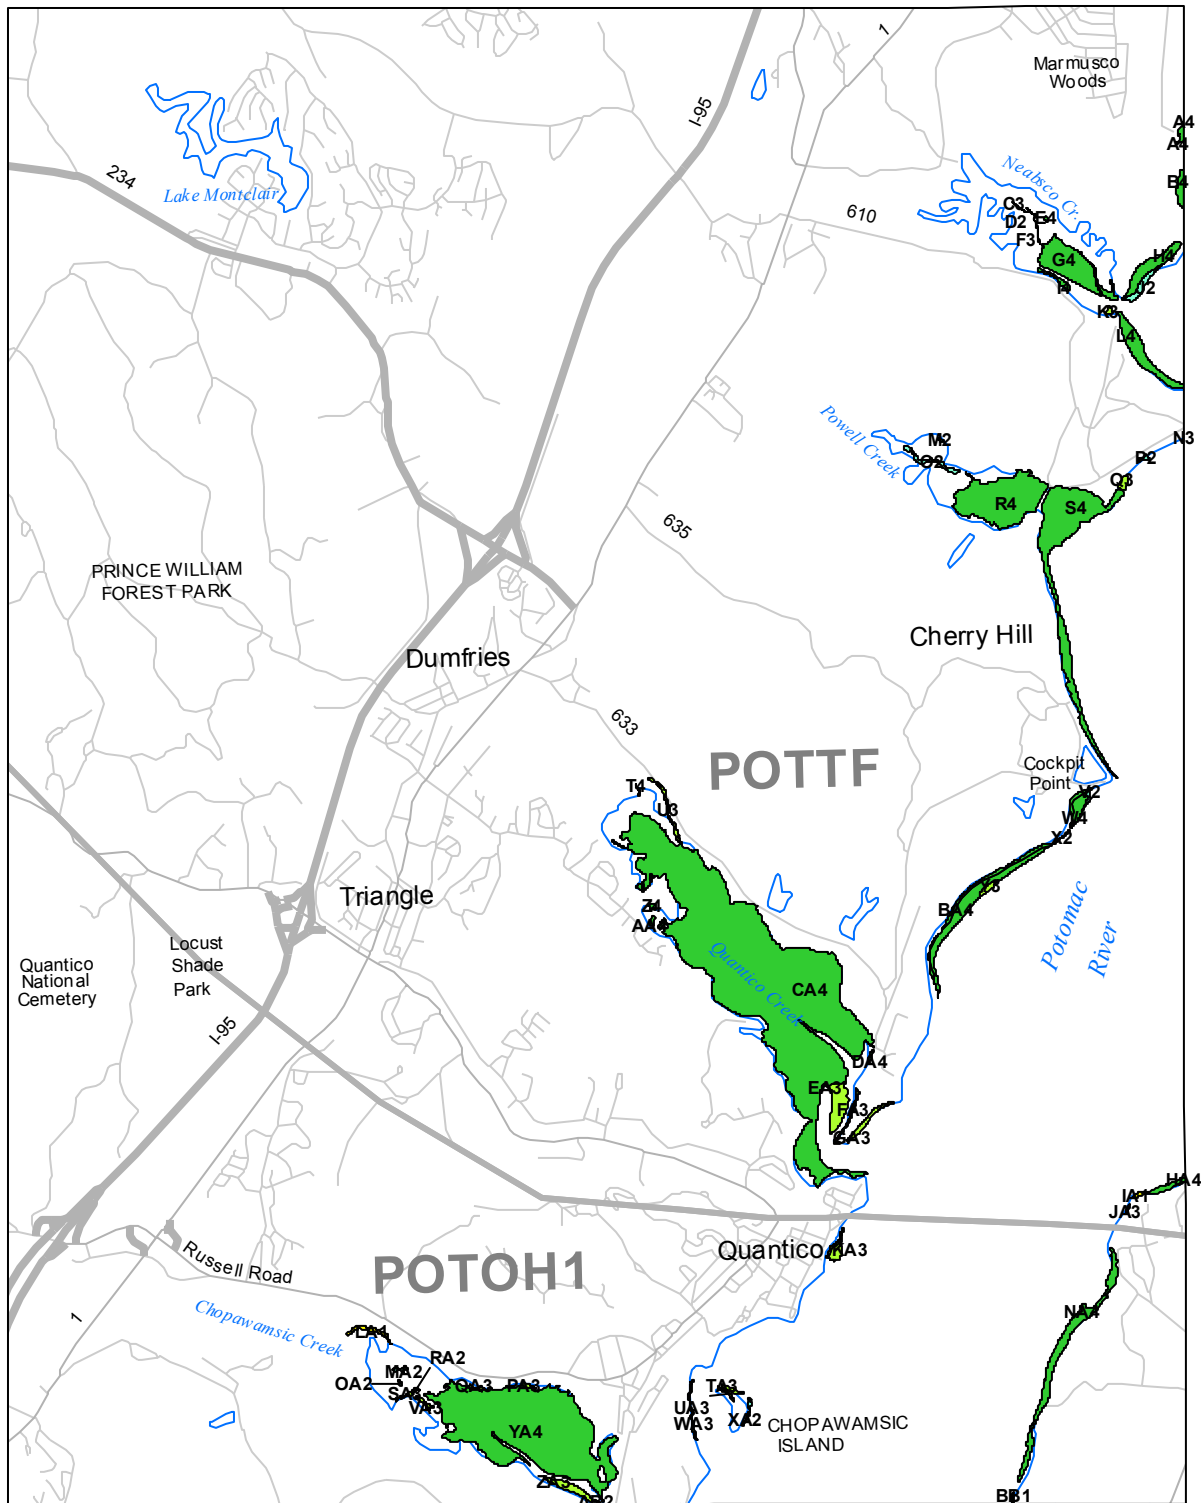 1
Marmusco
Woods
I-95
A4
A4
234
Lake Montclair
Neabsco Cr.
B4
610
C3
D2
E4
F3
G4
H4
I4
J2
K3
L4
Powell Creek
M2
N3
O2
P2
Q3
R4
S4
635
PRINCE WILLIAM
FOREST PARK
Cherry Hill
Dumfries
633
POTTF
Cockpit
Point
T4
U3
V2
W4
X2
Y3
Triangle
Z4
BA4
AA4
Potomac
River
Locust
Shade
Park
Quantico
National
Cemetery
Quantico Creek
CA4
I-95
DA4
EA3
FA3
GA3
HA4
IA1
JA3
Quantico
KA3
Russell Road
POTOH1
1
Chopawamsic Creek
NA4
LA4
RA2
MA2
OA2
QA3
PA3
TA3
VA3
UA3
WA3
XA2
CHOPAWAMSIC
ISLAND
YA4
ZA3
BB1